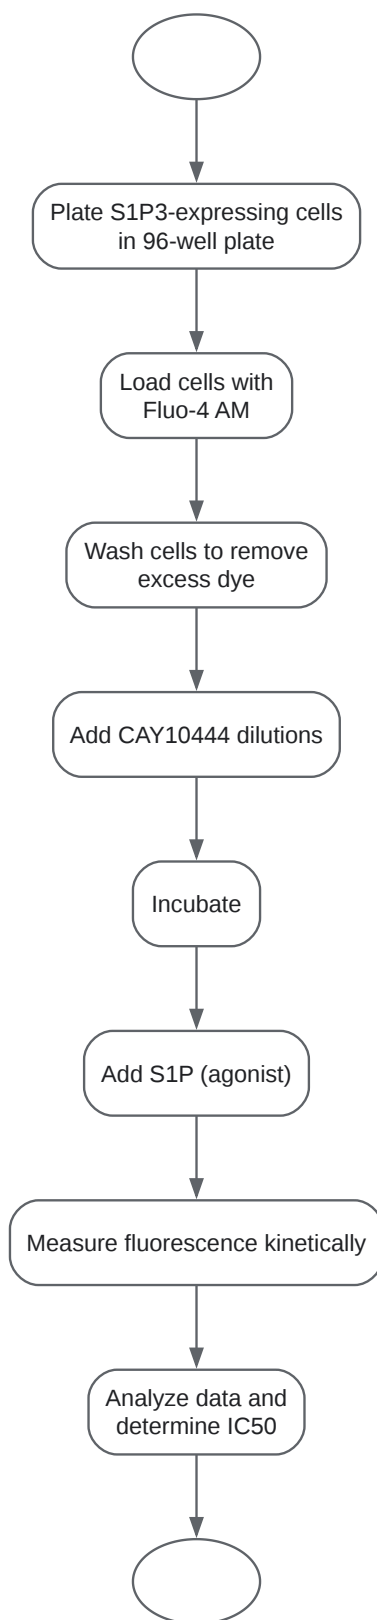 Plate S1P3-expressing cells
in 96-well plate
Load cells with
Fluo-4 AM
Wash cells to remove
excess dye
Add CAY10444 dilutions
Incubate
Add S1P (agonist)
Measure fluorescence kinetically
Analyze data and
determine IC50